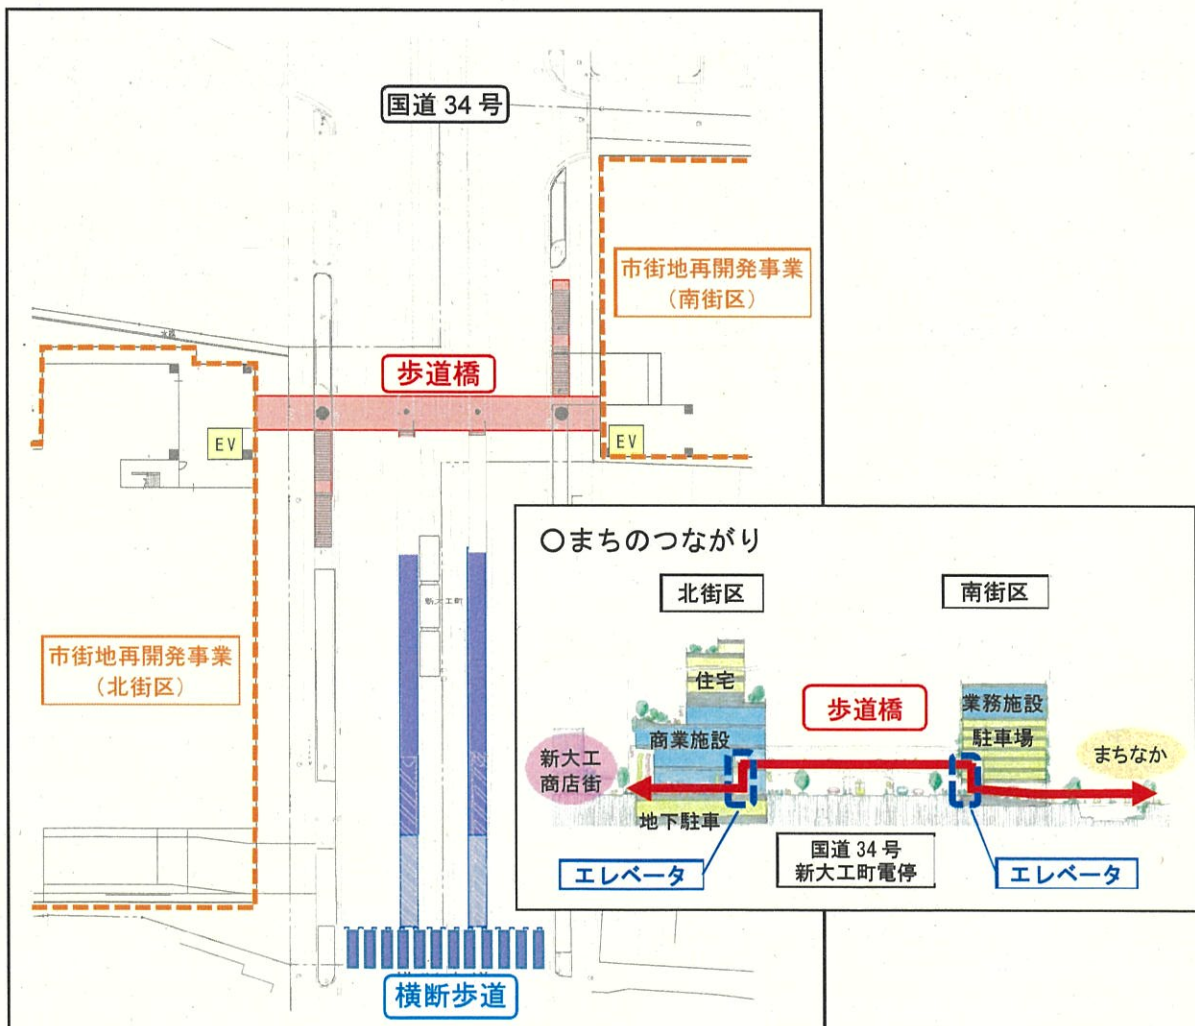 国道 34 号
市街地再開発事業
（南街区）
歩道橋
EV
EV
市街地再開発事業
（北街区）
新大工町
横断歩道
○まちのつながり
北街区
南街区
住宅
商業施設
歩道橋
業務施設
駐車場
新大工
商店街
まちなか
地下駐車
国道 34 号
新大工町電停
エレベータ
エレベータ